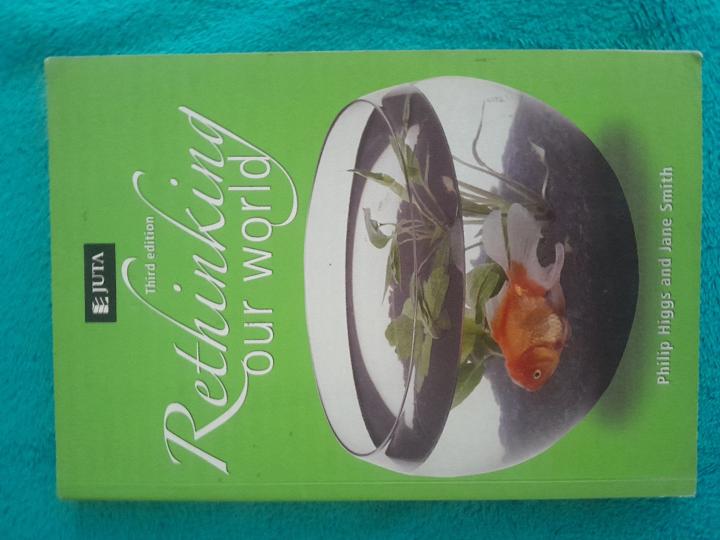 JUTA
Third edition
Rethinking
our world
Philip Higgs and Jane Smith